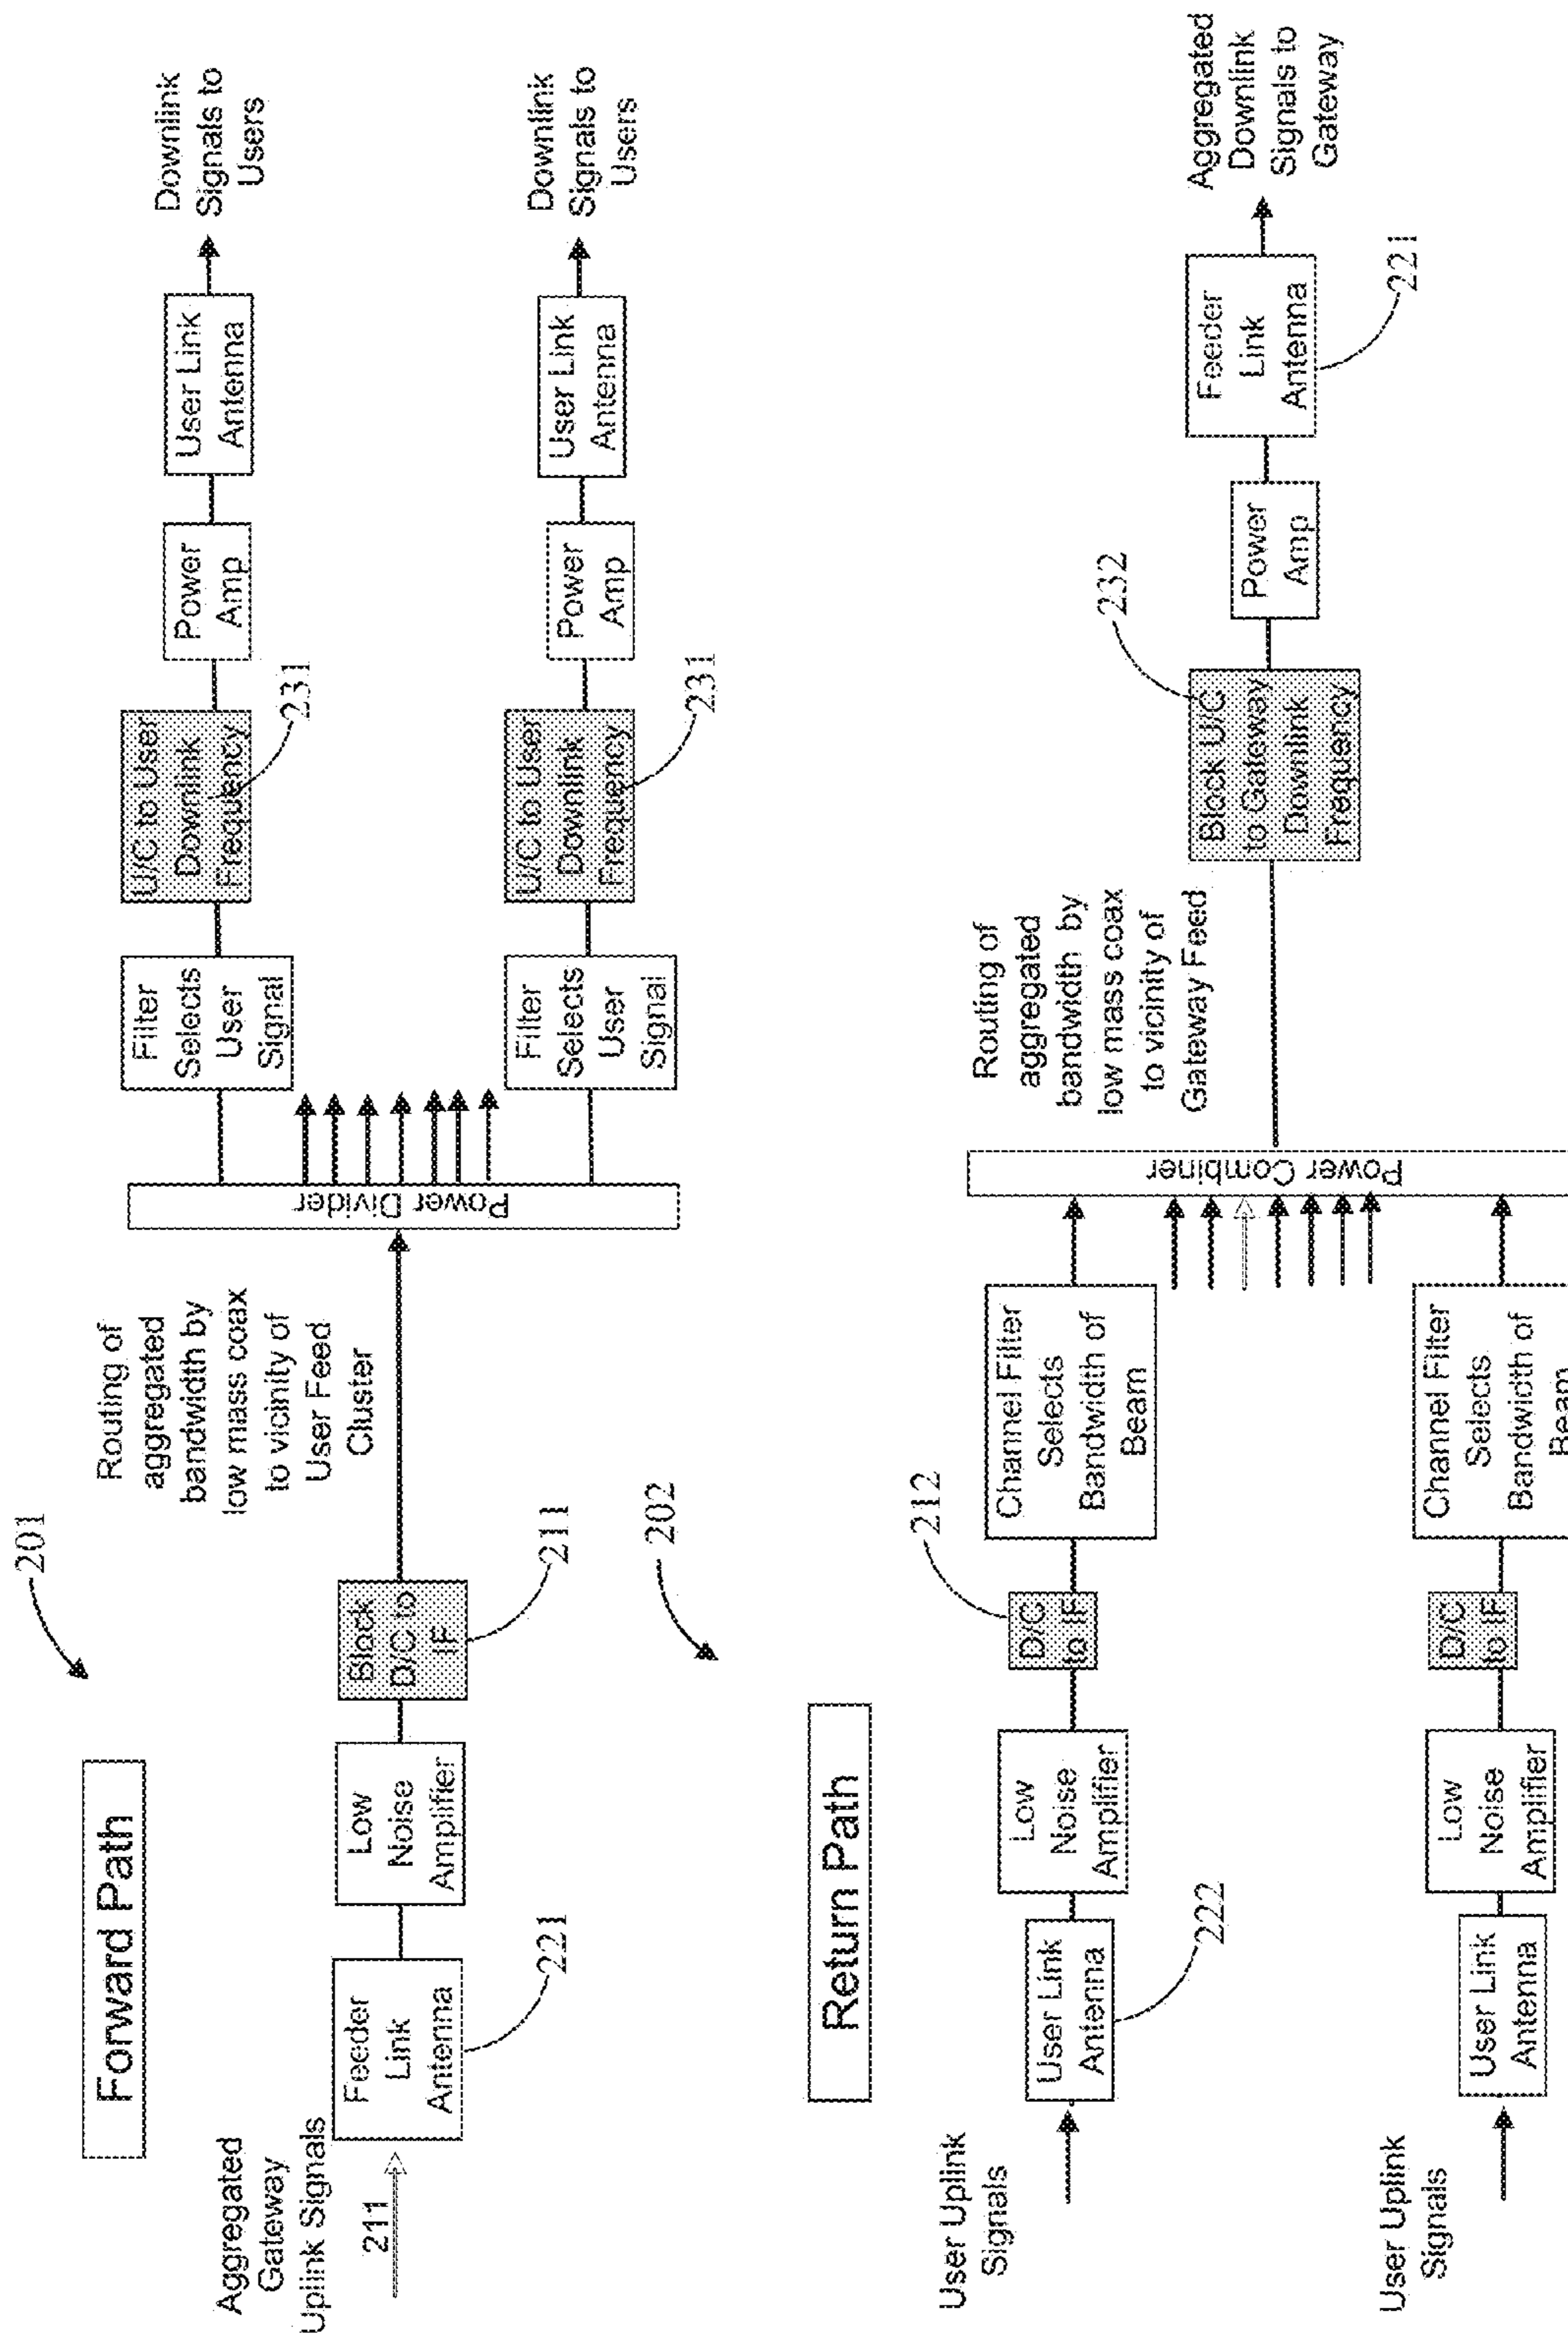 201
Forward Path
Aggregated
Gateway
Uplink Signals
211
Feeder
Link
Antenna
221
Low
Noise
Amplifier
Block
D/C to
IF
211
Routing of
aggregated
bandwidth by
low mass coax
to vicinity of
User Feed
Cluster
Power Divider
Filter
Selects
User
Signal
U/C to User
Downlink
Frequency
231
Power
Amp
User Link
Antenna
Downlink
Signals to
Users
Filter
Selects
User
Signal
U/C to User
Downlink
Frequency
231
Power
Amp
User Link
Antenna
Downlink
Signals to
Users
202
Return Path
User Uplink
Signals
User Link
Antenna
222
Low
Noise
Amplifier
D/C
to IF
212
Channel Filter
Selects
Bandwidth of
Beam
User Uplink
Signals
User Link
Antenna
Low
Noise
Amplifier
D/C
to IF
Channel Filter
Selects
Bandwidth of
Beam
Power Combiner
Routing of
aggregated
bandwidth by
low mass coax
to vicinity of
Gateway Feed
Block U/C
to Gateway
Downlink
Frequency
232
Power
Amp
Feeder
Link
Antenna
221
Aggregated
Downlink
Signals to
Gateway